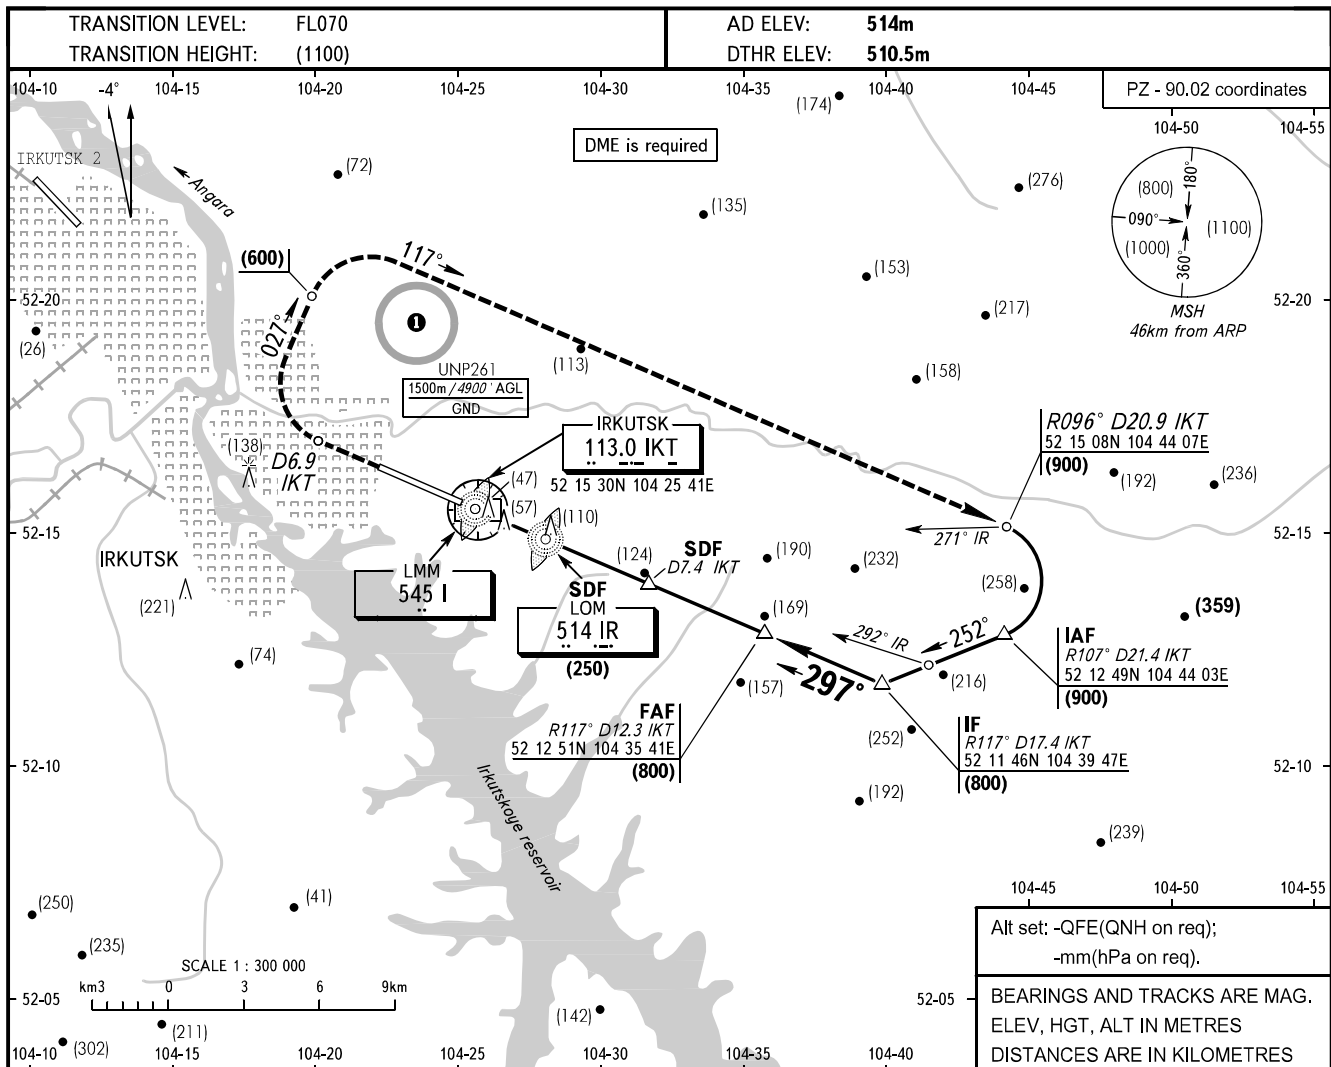 TRANSITION LEVEL: FL070
TRANSITION HEIGHT: (1100)
AD ELEV: 514m
DTHR ELEV: 510.5m
104-10 -4° 104-15 104-20 104-25 104-30 104-35 104-40 104-45
PZ - 90.02 coordinates
104-50 104-55
(174)
DME is required
IRKUTSK 2
(72)
Angara
(276)
(135)
(800)
180°
090°
(1100)
(1000)
360°
MSH
46km from ARP
(600)
117°
(153)
52-20
52-20
027°
1
(217)
(26)
(113)
UNP261
1500m / 4900 ' AGL
GND
(158)
IRKUTSK
113.0 IKT
52 15 30N 104 25 41E
R096° D20.9 IKT
52 15 08N 104 44 07E
(900)
(138)
D6.9
IKT
(47)
(57)
(192)
(236)
(110)
52-15
52-15
271° IR
IRKUTSK
(221)
LMM
545 I
(124)
SDF
D7.4 IKT
(190)
(232)
(258)
SDF
LOM
514 IR
(250)
(169)
(359)
292° IR
252°
IAF
R107° D21.4 IKT
52 12 49N 104 44 03E
(900)
(74)
(157)
297°
(216)
FAF
R117° D12.3 IKT
52 12 51N 104 35 41E
(800)
IF
R117° D17.4 IKT
52 11 46N 104 39 47E
(800)
(252)
52-10
52-10
Irkutskoye reservoir
(192)
(239)
104-45 104-50 104-55
(250)
(41)
(235)
Alt set: -QFE(QNH on req);
-mm(hPa on req).
SCALE 1 : 300 000
km3 0 3 6 9km
52-05
52-05
(142)
(211)
(302)
BEARINGS AND TRACKS ARE MAG.
ELEV, HGT, ALT IN METRES
DISTANCES ARE IN KILOMETRES
104-10 104-15 104-20 104-25 104-30 104-35 104-40